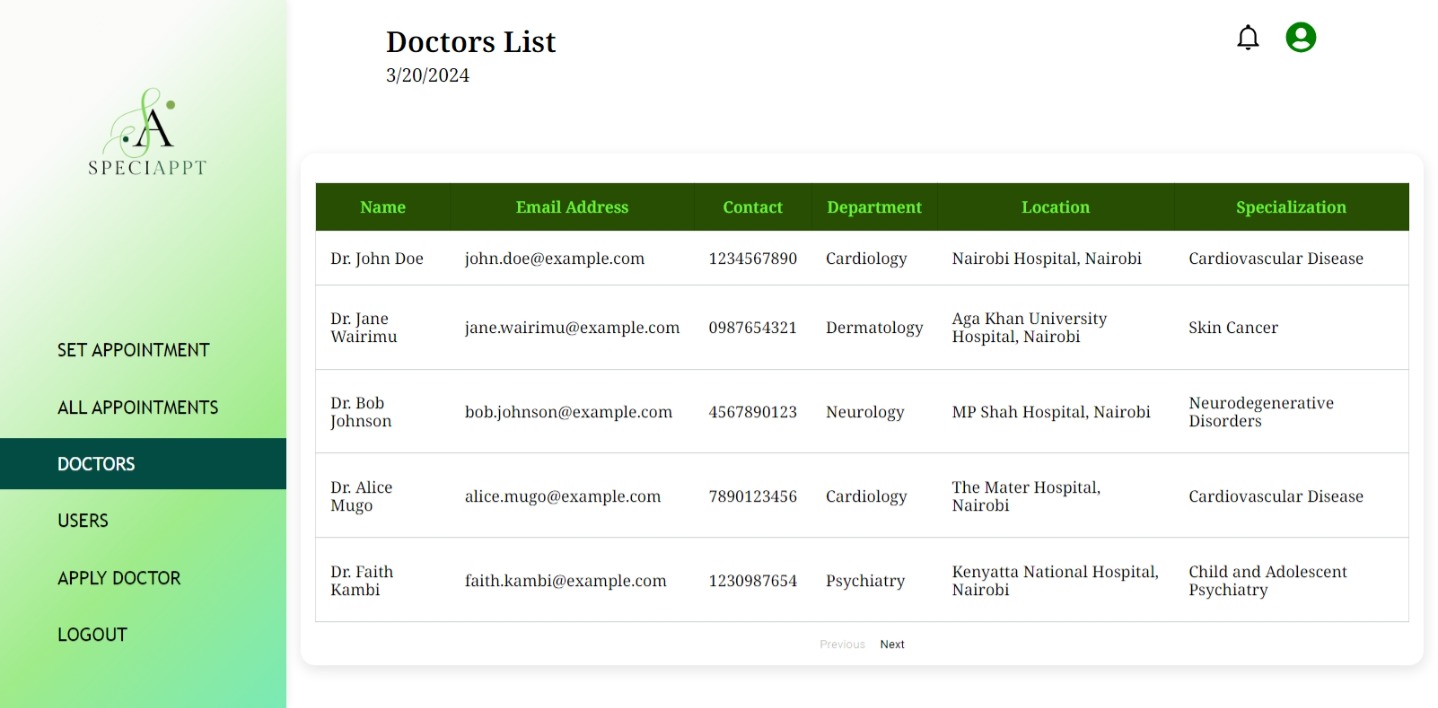 SA
SPECIAPPT
SET APPOINTMENT
ALL APPOINTMENTS
DOCTORS
USERS
APPLY DOCTOR
LOGOUT
Doctors List
3/20/2024
Name Email Address Contact Department Location Specialization
Dr. John Doe john.doe@example.com 1234567890 Cardiology Nairobi Hospital, Nairobi Cardiovascular Disease
Dr. Jane
Wairimu jane.wairimu@example.com 0987654321 Dermatology Aga Khan University
Hospital, Nairobi Skin Cancer
Dr. Bob
Johnson bob.johnson@example.com 4567890123 Neurology MP Shah Hospital, Nairobi Neurodegenerative
Disorders
Dr. Alice
Mugo alice.mugo@example.com 7890123456 Cardiology The Mater Hospital,
Nairobi Cardiovascular Disease
Dr. Faith
Kambi faith.kambi@example.com 1230987654 Psychiatry Kenyatta National Hospital,
Nairobi Child and Adolescent
Psychiatry
Previous Next